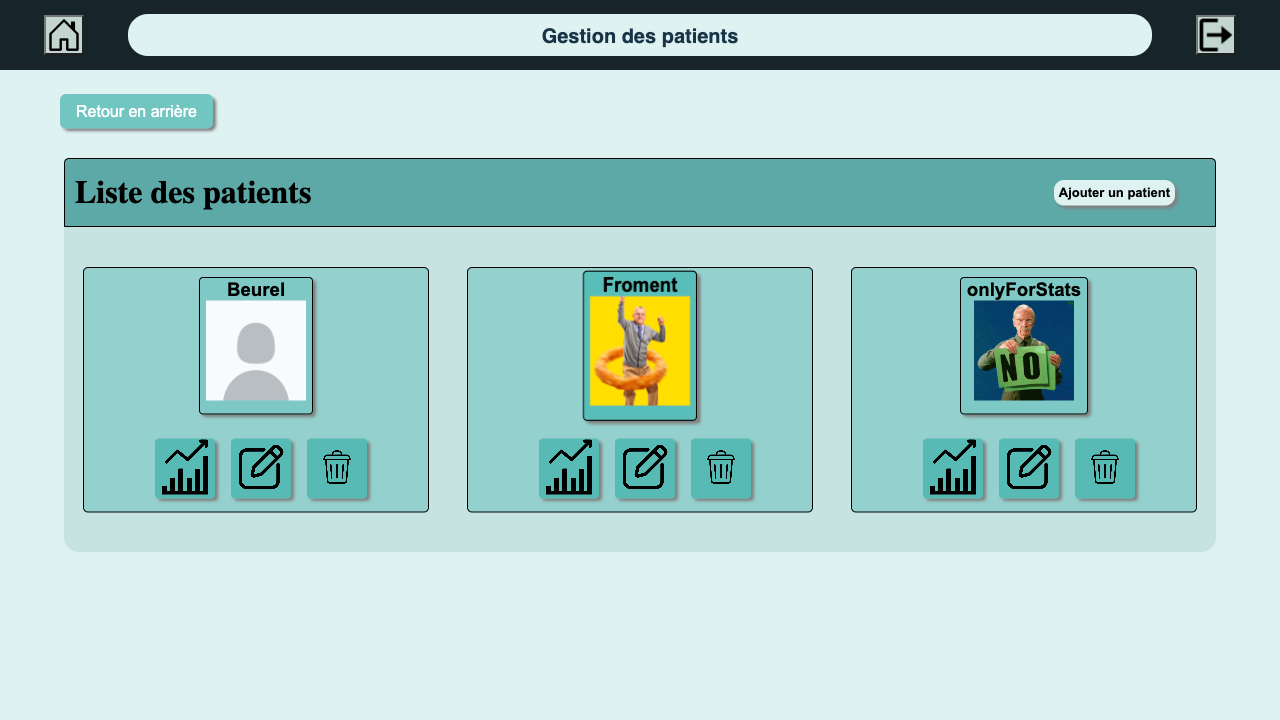 Gestion des patients
Retour en arrière
Liste des patients
Ajouter un patient
Beurel
Froment
onlyForStats
NO